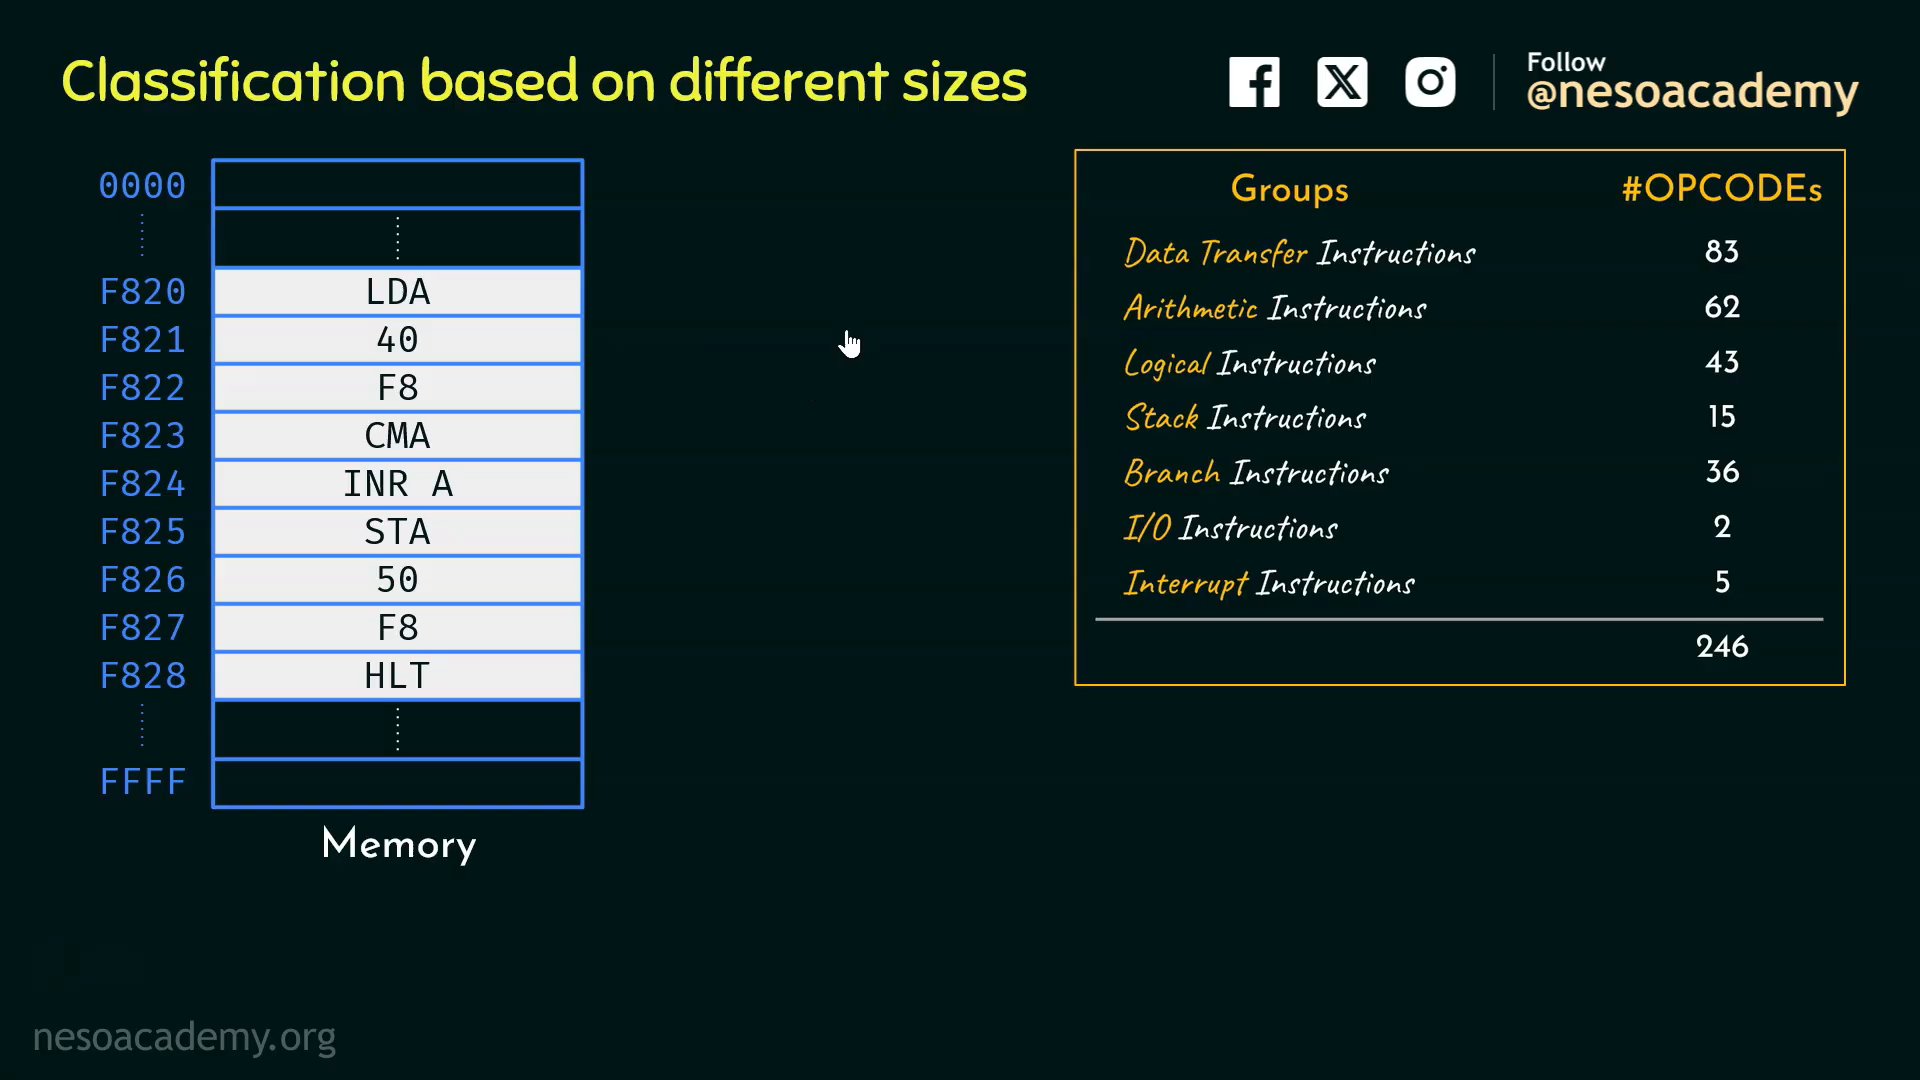 Classification based on different sizes
Follow
@nesoacademy
0000
F820 LDA
F821 40
F822 F8
F823 CMA
F824 INR A
F825 STA
F826 50
F827 F8
F828 HLT
FFFF
Memory
Groups #OPCODEs
Data Transfer Instructions 83
Arithmetic Instructions 62
Logical Instructions 43
Stack Instructions 15
Branch Instructions 36
I/O Instructions 2
Interrupt Instructions 5
246
nesoacademy.org